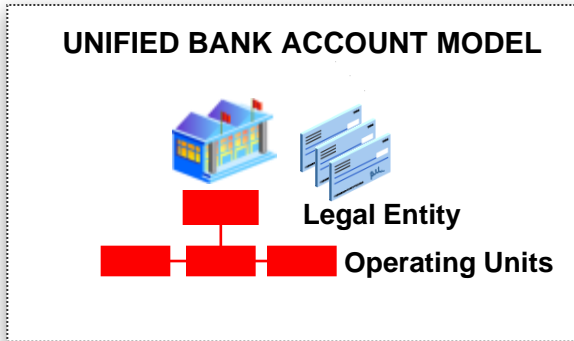 UNIFIED BANK ACCOUNT MODEL
Legal Entity
Operating Units